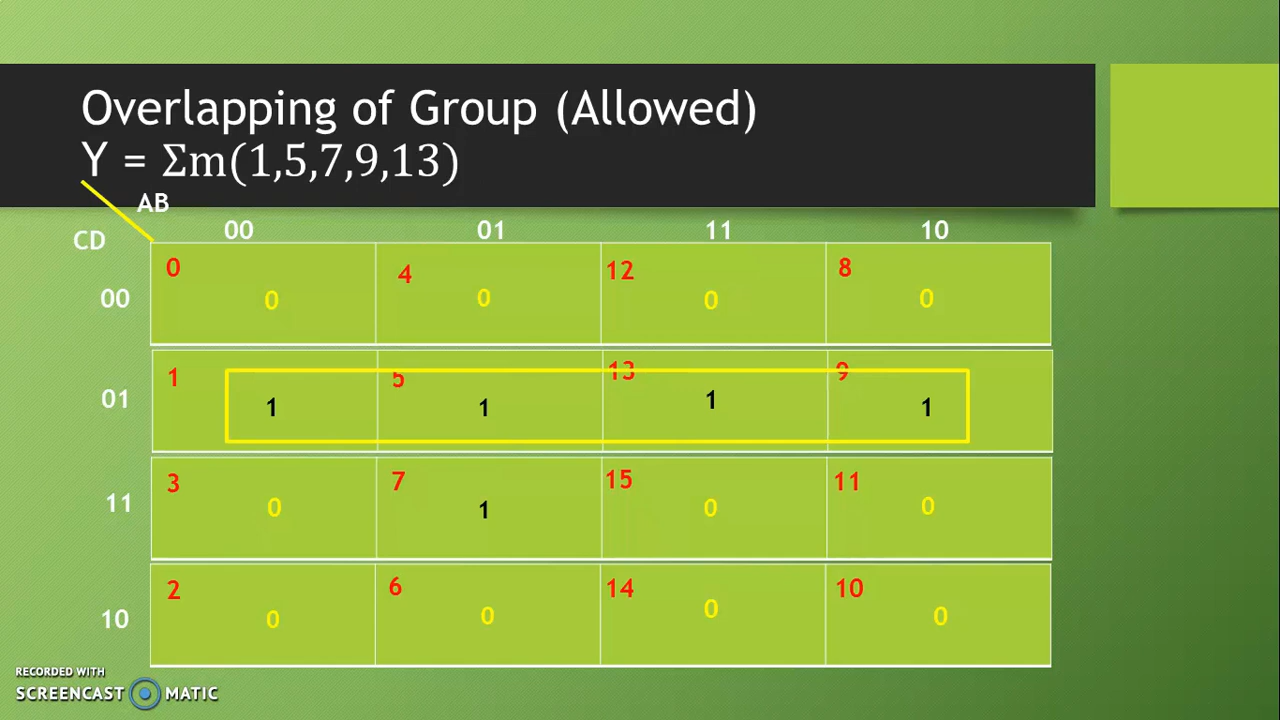 Overlapping of Group (Allowed)
Y = Σm(1,5,7,9,13)
AB
CD
00 01 11 10
0 4 12 8
00 0 0 0 0
1 5 13 9
01 1 1 1 1
3 7 15 11
11 0 1 0 0
2 6 14 10
10 0 0 0 0
RECORDED WITH
SCREENCAST MATIC